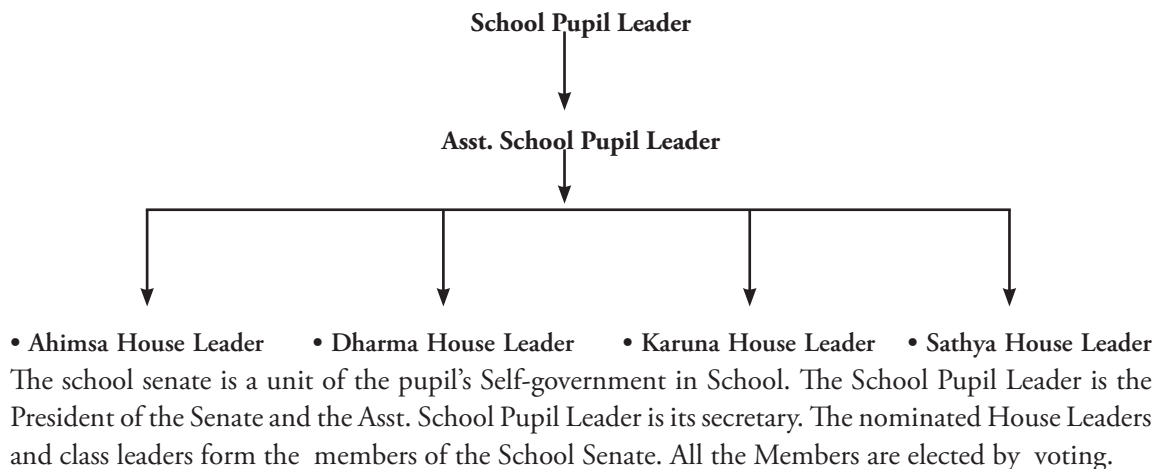 School Pupil Leader
Asst. School Pupil Leader
• Ahimsa House Leader • Dharma House Leader • Karuna House Leader • Sathya House Leader
The school senate is a unit of the pupil's Self-government in School. The School Pupil Leader is the
President of the Senate and the Asst. School Pupil Leader is its secretary. The nominated House Leaders
and class leaders form the members of the School Senate. All the Members are elected by voting.